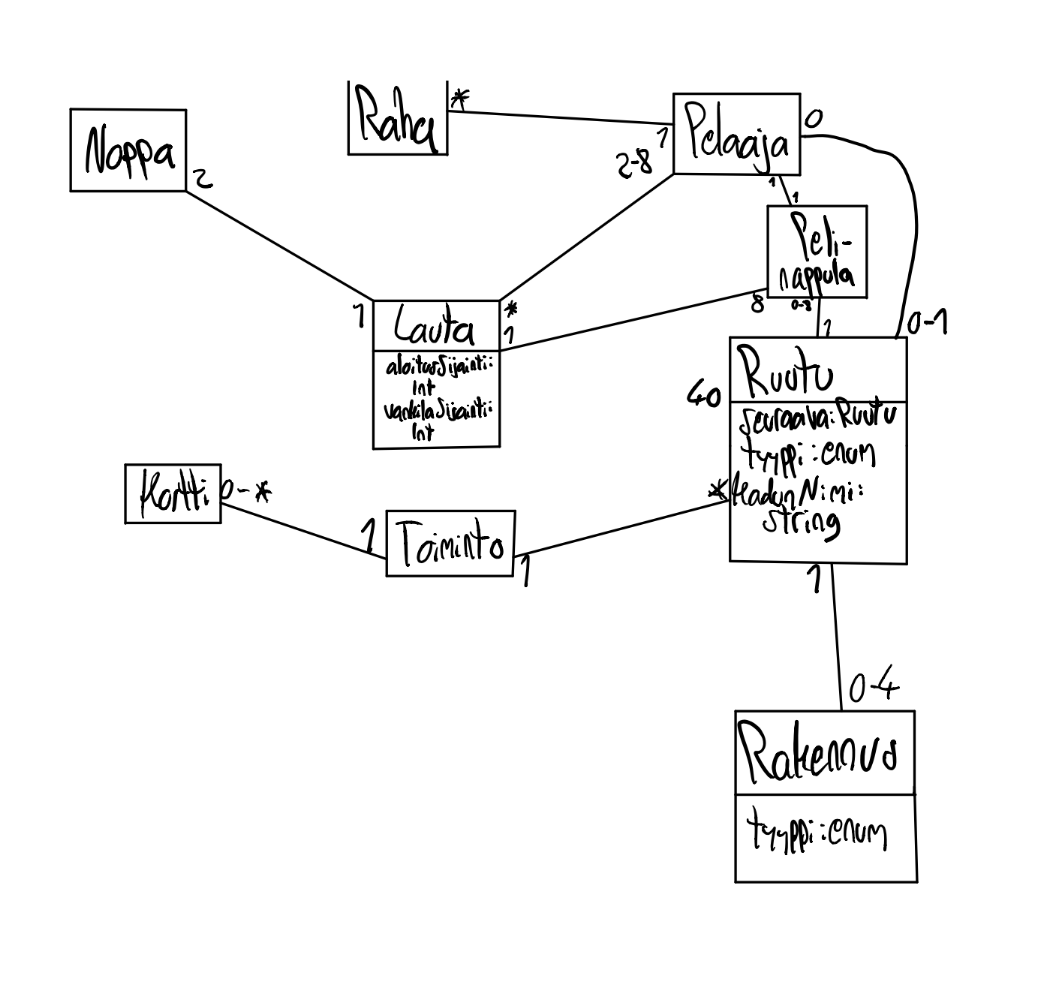 Raha
*
Pelaaja
0
1
2-8
Noppa
2
1
1
Peli-
nappula
8
0-8
1
0-1
1
Lauta
*
1
aloitusSijainti:
Int
vankilaSijainti:
Int
40
Ruutu
seuraava:Ruutu
tyyppi:enum
*
KadunNimi:
string
1
Kortti
0-*
1
Toiminto
1
0-4
Rakennus
tyyppi:enum